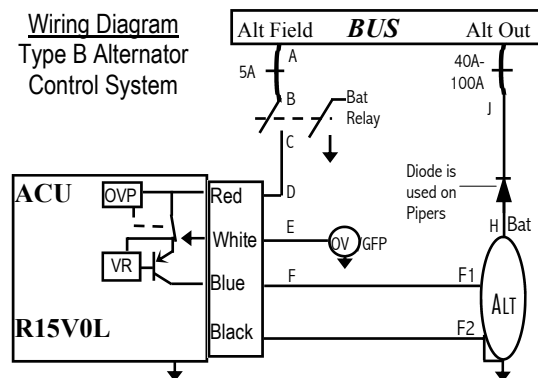 Wiring Diagram
Type B Alternator
Control System
Alt Field
BUS
Alt Out
A
5A
40A-
100A
B
Bat
Relay
J
C
Diode is
used on
Pipers
ACU
OVP
Red
D
H
Bat
White
E
OV
/GFP
VR
Blue
F
F1
ALT
R15V0L
Black
F2